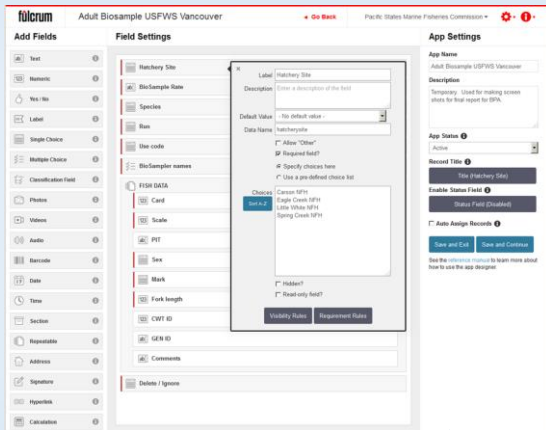 fulcrum
Adult Biosample USFWS Vancouver
Go Back
Pacific States Marine Fisheries Commission
Add Fields
Text
Numeric
Yes / No
Label
Single Choice
Multiple Choice
Classification Field
Photos
Videos
Audio
Barcode
Date
Time
Section
Repeatable
Address
Signature
Hyperlink
Calculation
Field Settings
Hatchery Site
BioSample Rate
Species
Run
Use code
BioSampler names
FISH DATA
Card
Scale
PIT
Sex
Mark
Fork length
CWT ID
GEN ID
Comments
Delete / Ignore
Label Hatchery Site
Description Enter a description of the field
Default Value - No default value -
Data Name hatcherysite
Allow "Other"
Required field?
Specify choices here
Use a pre-defined choice list
Choices
Sort A-Z
Carson NFH
Eagle Creek NFH
Little White NFH
Spring Creek NFH
Hidden?
Read-only field?
Visibility Rules Requirement Rules
App Settings
App Name
Adult Biosample USFWS Vancouver
Description
Temporary. Used for making screen
shots for final report for BPA.
App Status
Active
Record Title
Title (Hatchery Site)
Enable Status Field
Status Field (Disabled)
Auto Assign Records
Save and Exit Save and Continue
See the reference manual to learn more about
how to use the app designer.